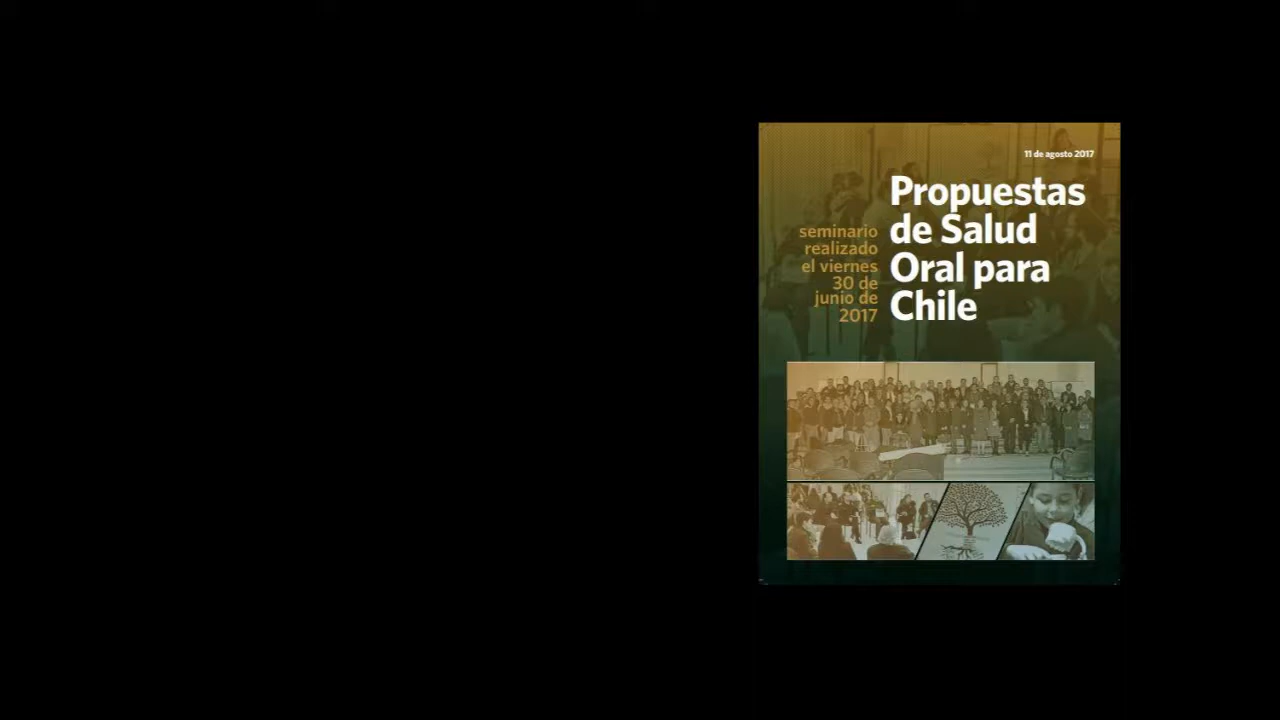 11 de agosto 2017
Propuestas
de Salud
Oral para
Chile
seminario
realizado
el viernes
30 de
junio de
2017